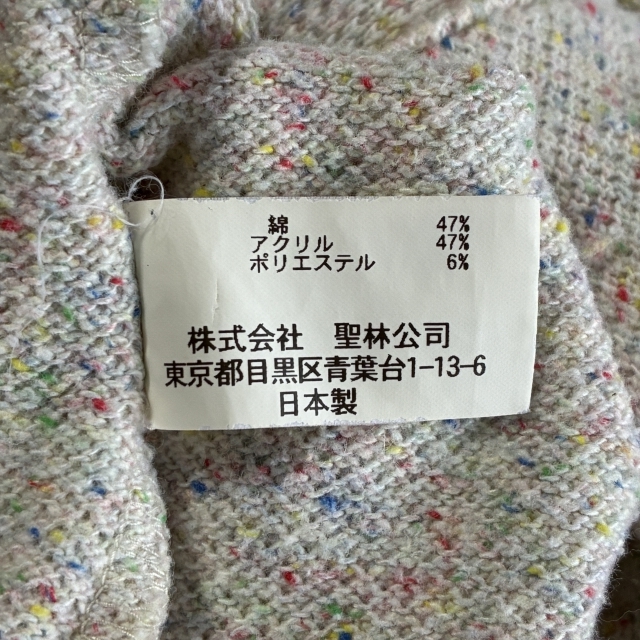 綿 47%
アクリル 47%
ポリエステル 6%
株式会社 聖林公司
東京都目黒区青葉台1-13-6
日本製